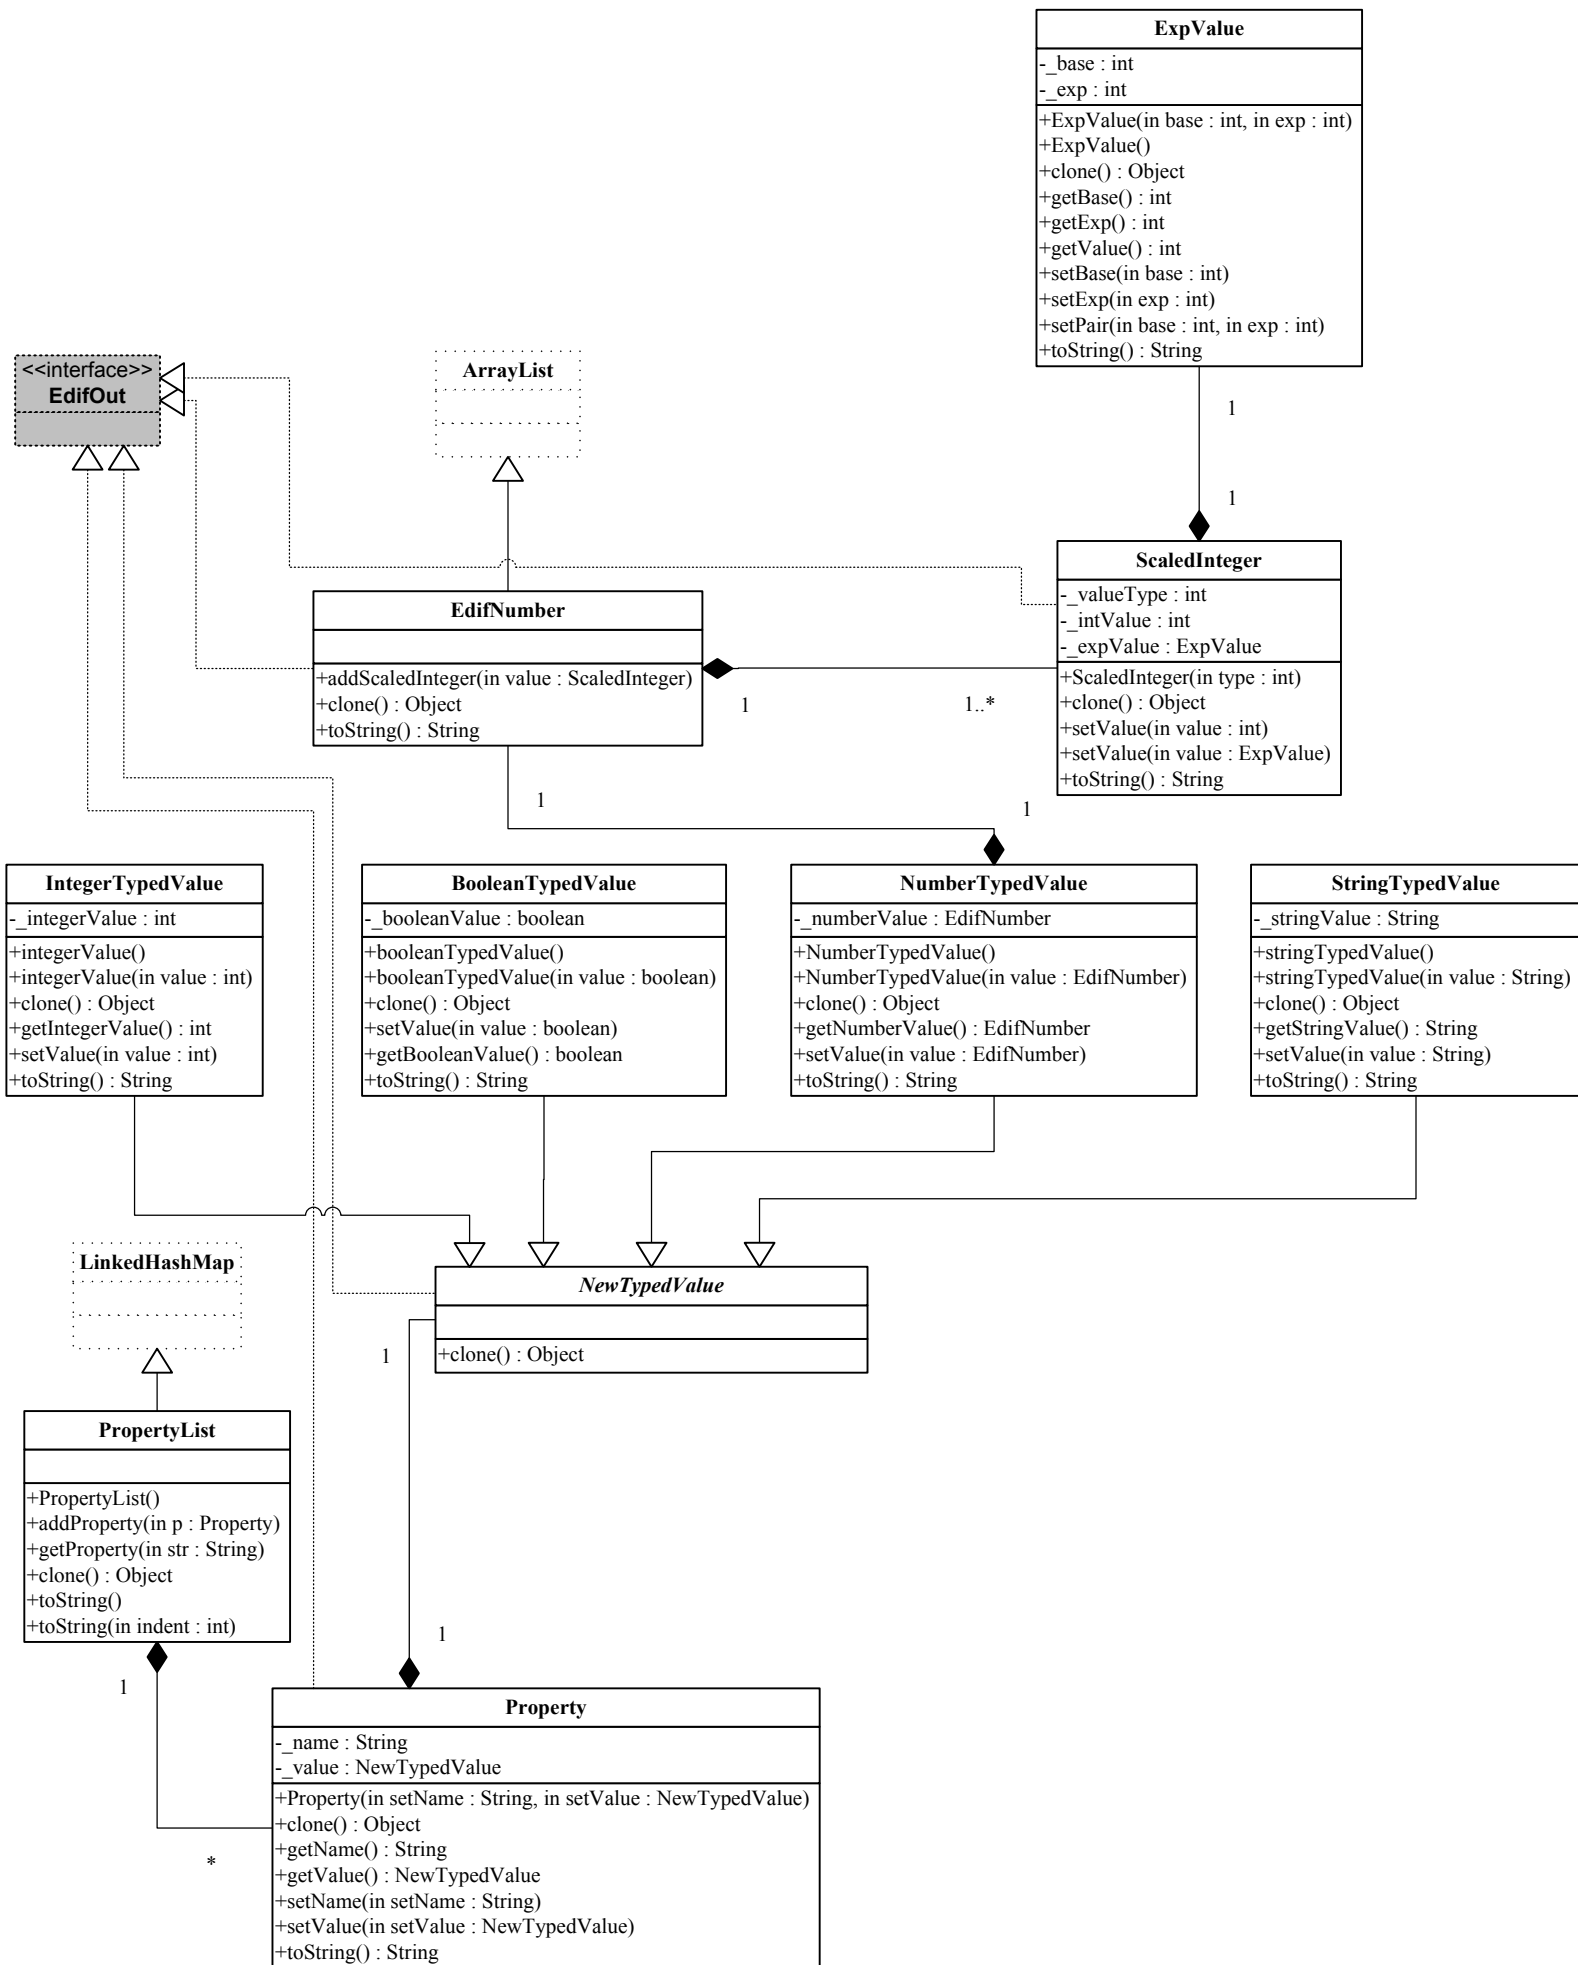 ExpValue
-_base : int
-_exp : int
+ExpValue(in base : int, in exp : int)
+ExpValue()
+clone() : Object
+getBase() : int
+getExp() : int
+getValue() : int
+setBase(in base : int)
+setExp(in exp : int)
+setPair(in base : int, in exp : int)
+toString() : String
<<interface>>
EdifOut
ArrayList
1
1
ScaledInteger
-_valueType : int
-_intValue : int
-_expValue : ExpValue
+ScaledInteger(in type : int)
+clone() : Object
+setValue(in value : int)
+setValue(in value : ExpValue)
+toString() : String
EdifNumber
+addScaledInteger(in value : ScaledInteger)
+clone() : Object
+toString() : String
1
1..*
1
1
IntegerTypedValue
-_integerValue : int
+integerValue()
+integerValue(in value : int)
+clone() : Object
+getIntegerValue() : int
+setValue(in value : int)
+toString() : String
BooleanTypedValue
-_booleanValue : boolean
+booleanTypedValue()
+booleanTypedValue(in value : boolean)
+clone() : Object
+setValue(in value : boolean)
+getBooleanValue() : boolean
+toString() : String
NumberTypedValue
-_numberValue : EdifNumber
+NumberTypedValue()
+NumberTypedValue(in value : EdifNumber)
+clone() : Object
+getNumberValue() : EdifNumber
+setValue(in value : EdifNumber)
+toString() : String
StringTypedValue
-_stringValue : String
+stringTypedValue()
+stringTypedValue(in value : String)
+clone() : Object
+getStringValue() : String
+setValue(in value : String)
+toString() : String
LinkedHashMap
NewTypedValue
+clone() : Object
1
PropertyList
+PropertyList()
+addProperty(in p : Property)
+getProperty(in str : String)
+clone() : Object
+toString()
+toString(in indent : int)
1
1
*
Property
-_name : String
-_value : NewTypedValue
+Property(in setName : String, in setValue : NewTypedValue)
+clone() : Object
+getName() : String
+getValue() : NewTypedValue
+setName(in setName : String)
+setValue(in setValue : NewTypedValue)
+toString() : String